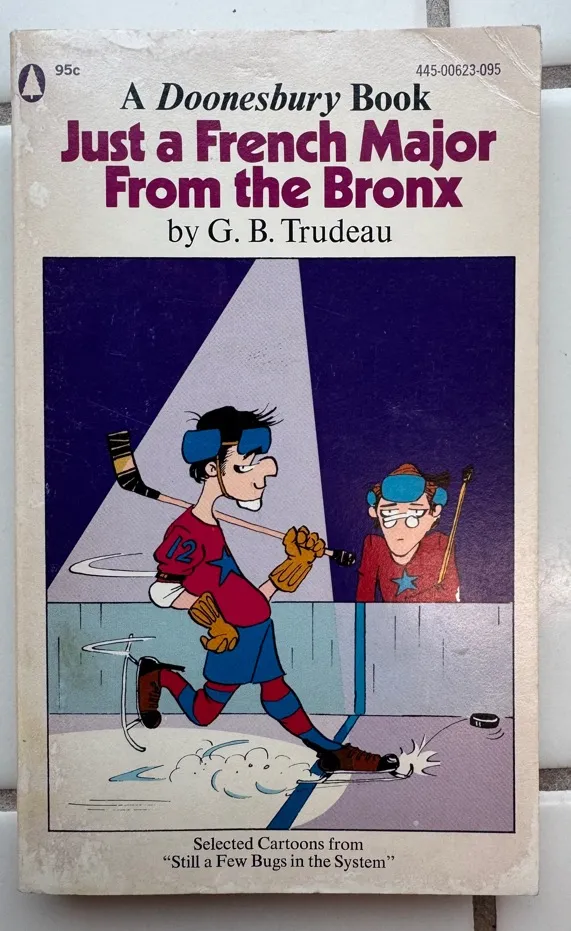 95c
445-00623-095
A Doonesbury Book
Just a French Major
From the Bronx
by G. B. Trudeau
12
Selected Cartoons from
“Still a Few Bugs in the System”